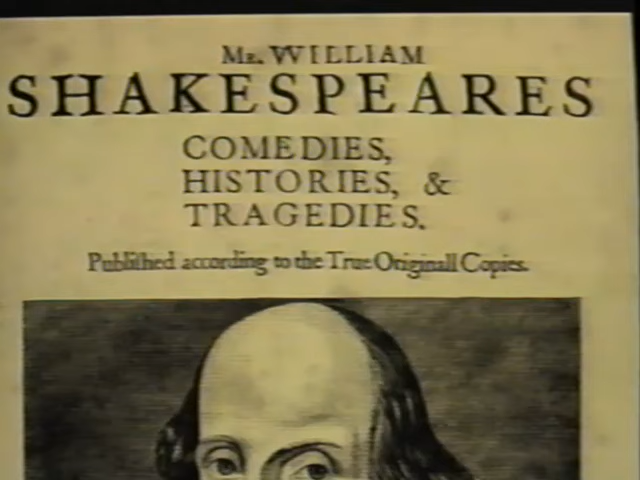 Mr. WILLIAM
SHAKESPEARES
COMEDIES,
HISTORIES, &
TRAGEDIES.
Publiſhed according to the True Originall Copies.